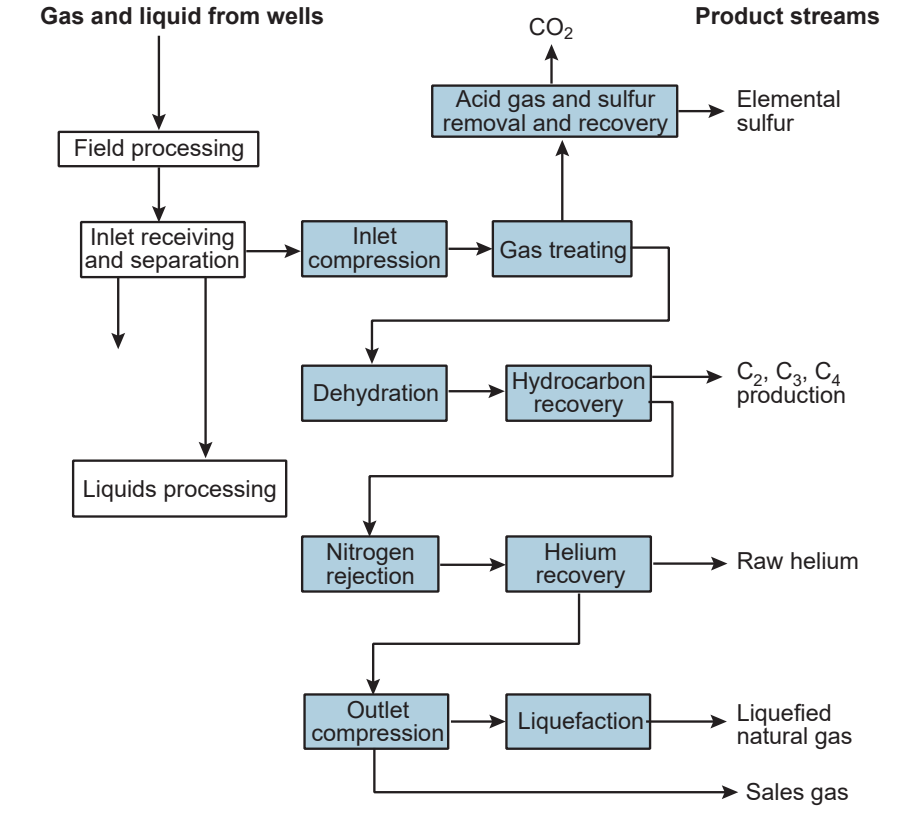 Gas and liquid from wells
Product streams
CO₂
Acid gas and sulfur
removal and recovery
Elemental
sulfur
Field processing
Inlet receiving
and separation
Inlet
compression
Gas treating
Dehydration
Hydrocarbon
recovery
C₂, C₃, C₄
production
Liquids processing
Nitrogen
rejection
Helium
recovery
Raw helium
Outlet
compression
Liquefaction
Liquefied
natural gas
Sales gas